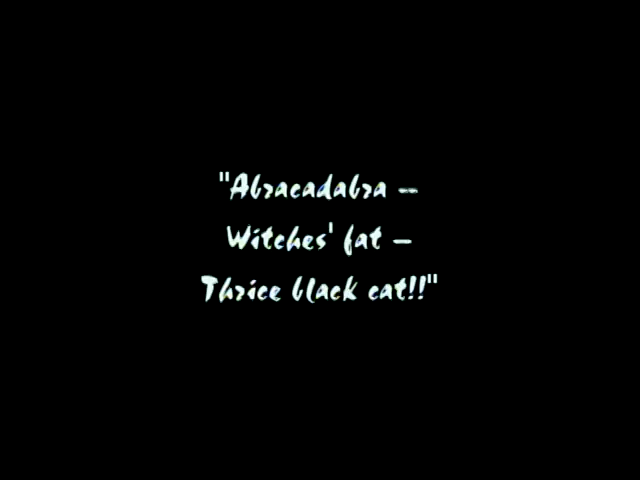 "Abracadabra –
Witches' fat –
Thrice black cat!!"